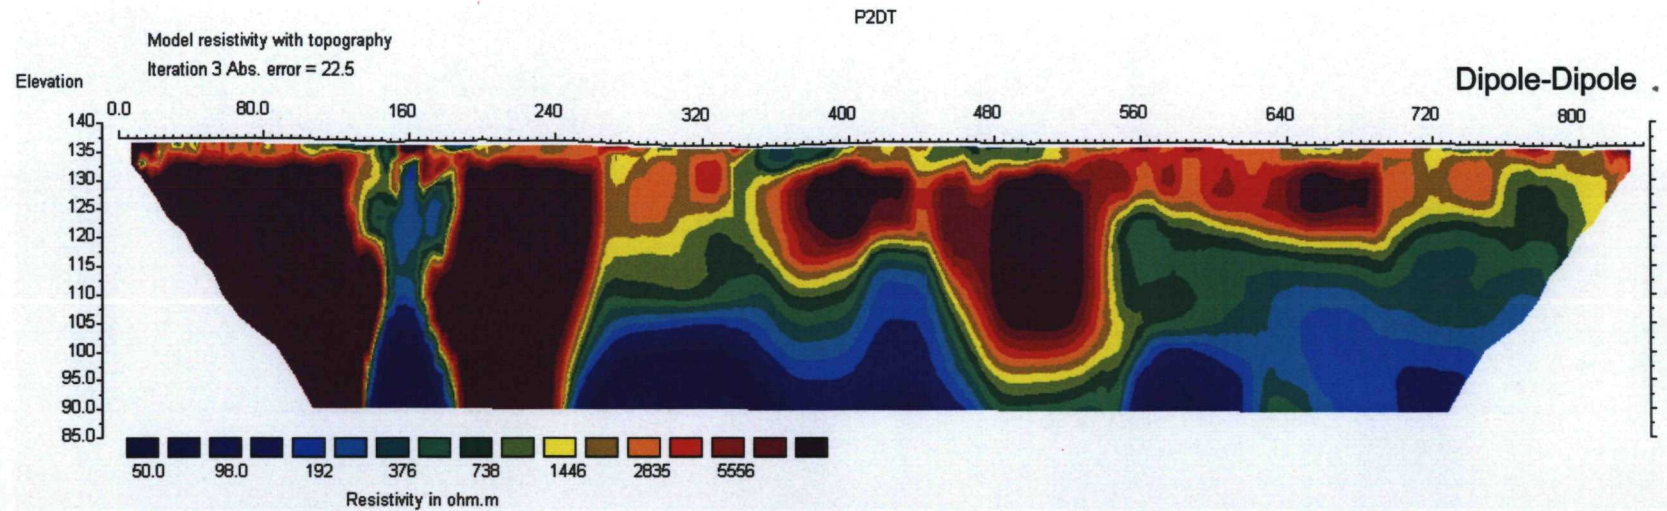 P2DT
Model resistivity with topography
Iteration 3 Abs. error = 22.5
Elevation
Dipole-Dipole
0.0 80.0 160 240 320 400 480 560 640 720 800
140
135
130
125
120
115
110
105
100.
95.0
90.0
85.0
50.0 98.0 192 376 738 1446 2835 5556
Resistivity in ohm.m